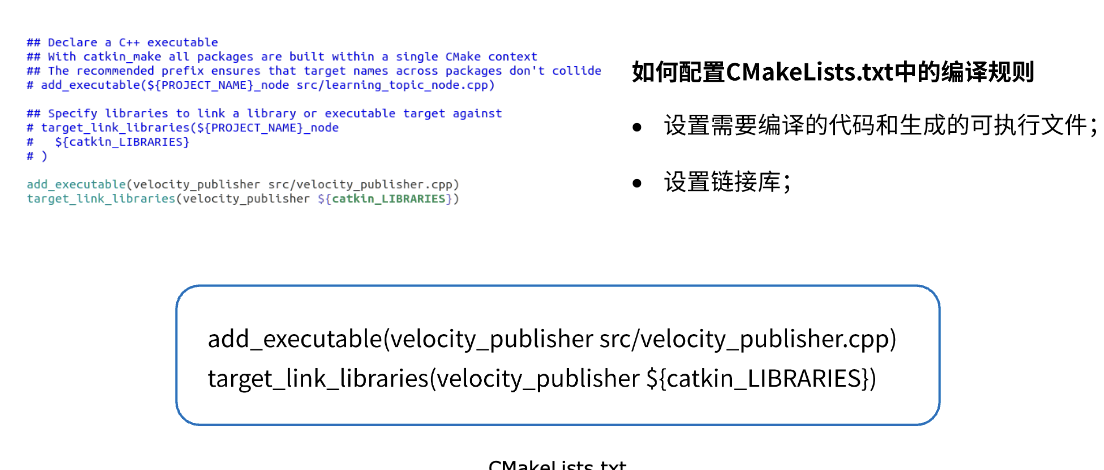 ## Declare a C++ executable
## With catkin_make all packages are built within a single CMake context
## The recommended prefix ensures that target names across packages don't collide
# add_executable(${PROJECT_NAME}_node src/learning_topic_node.cpp)
## Specify libraries to link a library or executable target against
# target_link_libraries(${PROJECT_NAME}_node
#   ${catkin_LIBRARIES}
# )
add_executable(velocity_publisher src/velocity_publisher.cpp)
target_link_libraries(velocity_publisher ${catkin_LIBRARIES})
如何配置CMakeLists.txt中的编译规则
• 设置需要编译的代码和生成的可执行文件；
• 设置链接库；
add_executable(velocity_publisher src/velocity_publisher.cpp)
target_link_libraries(velocity_publisher ${catkin_LIBRARIES})
CMakeLists.txt